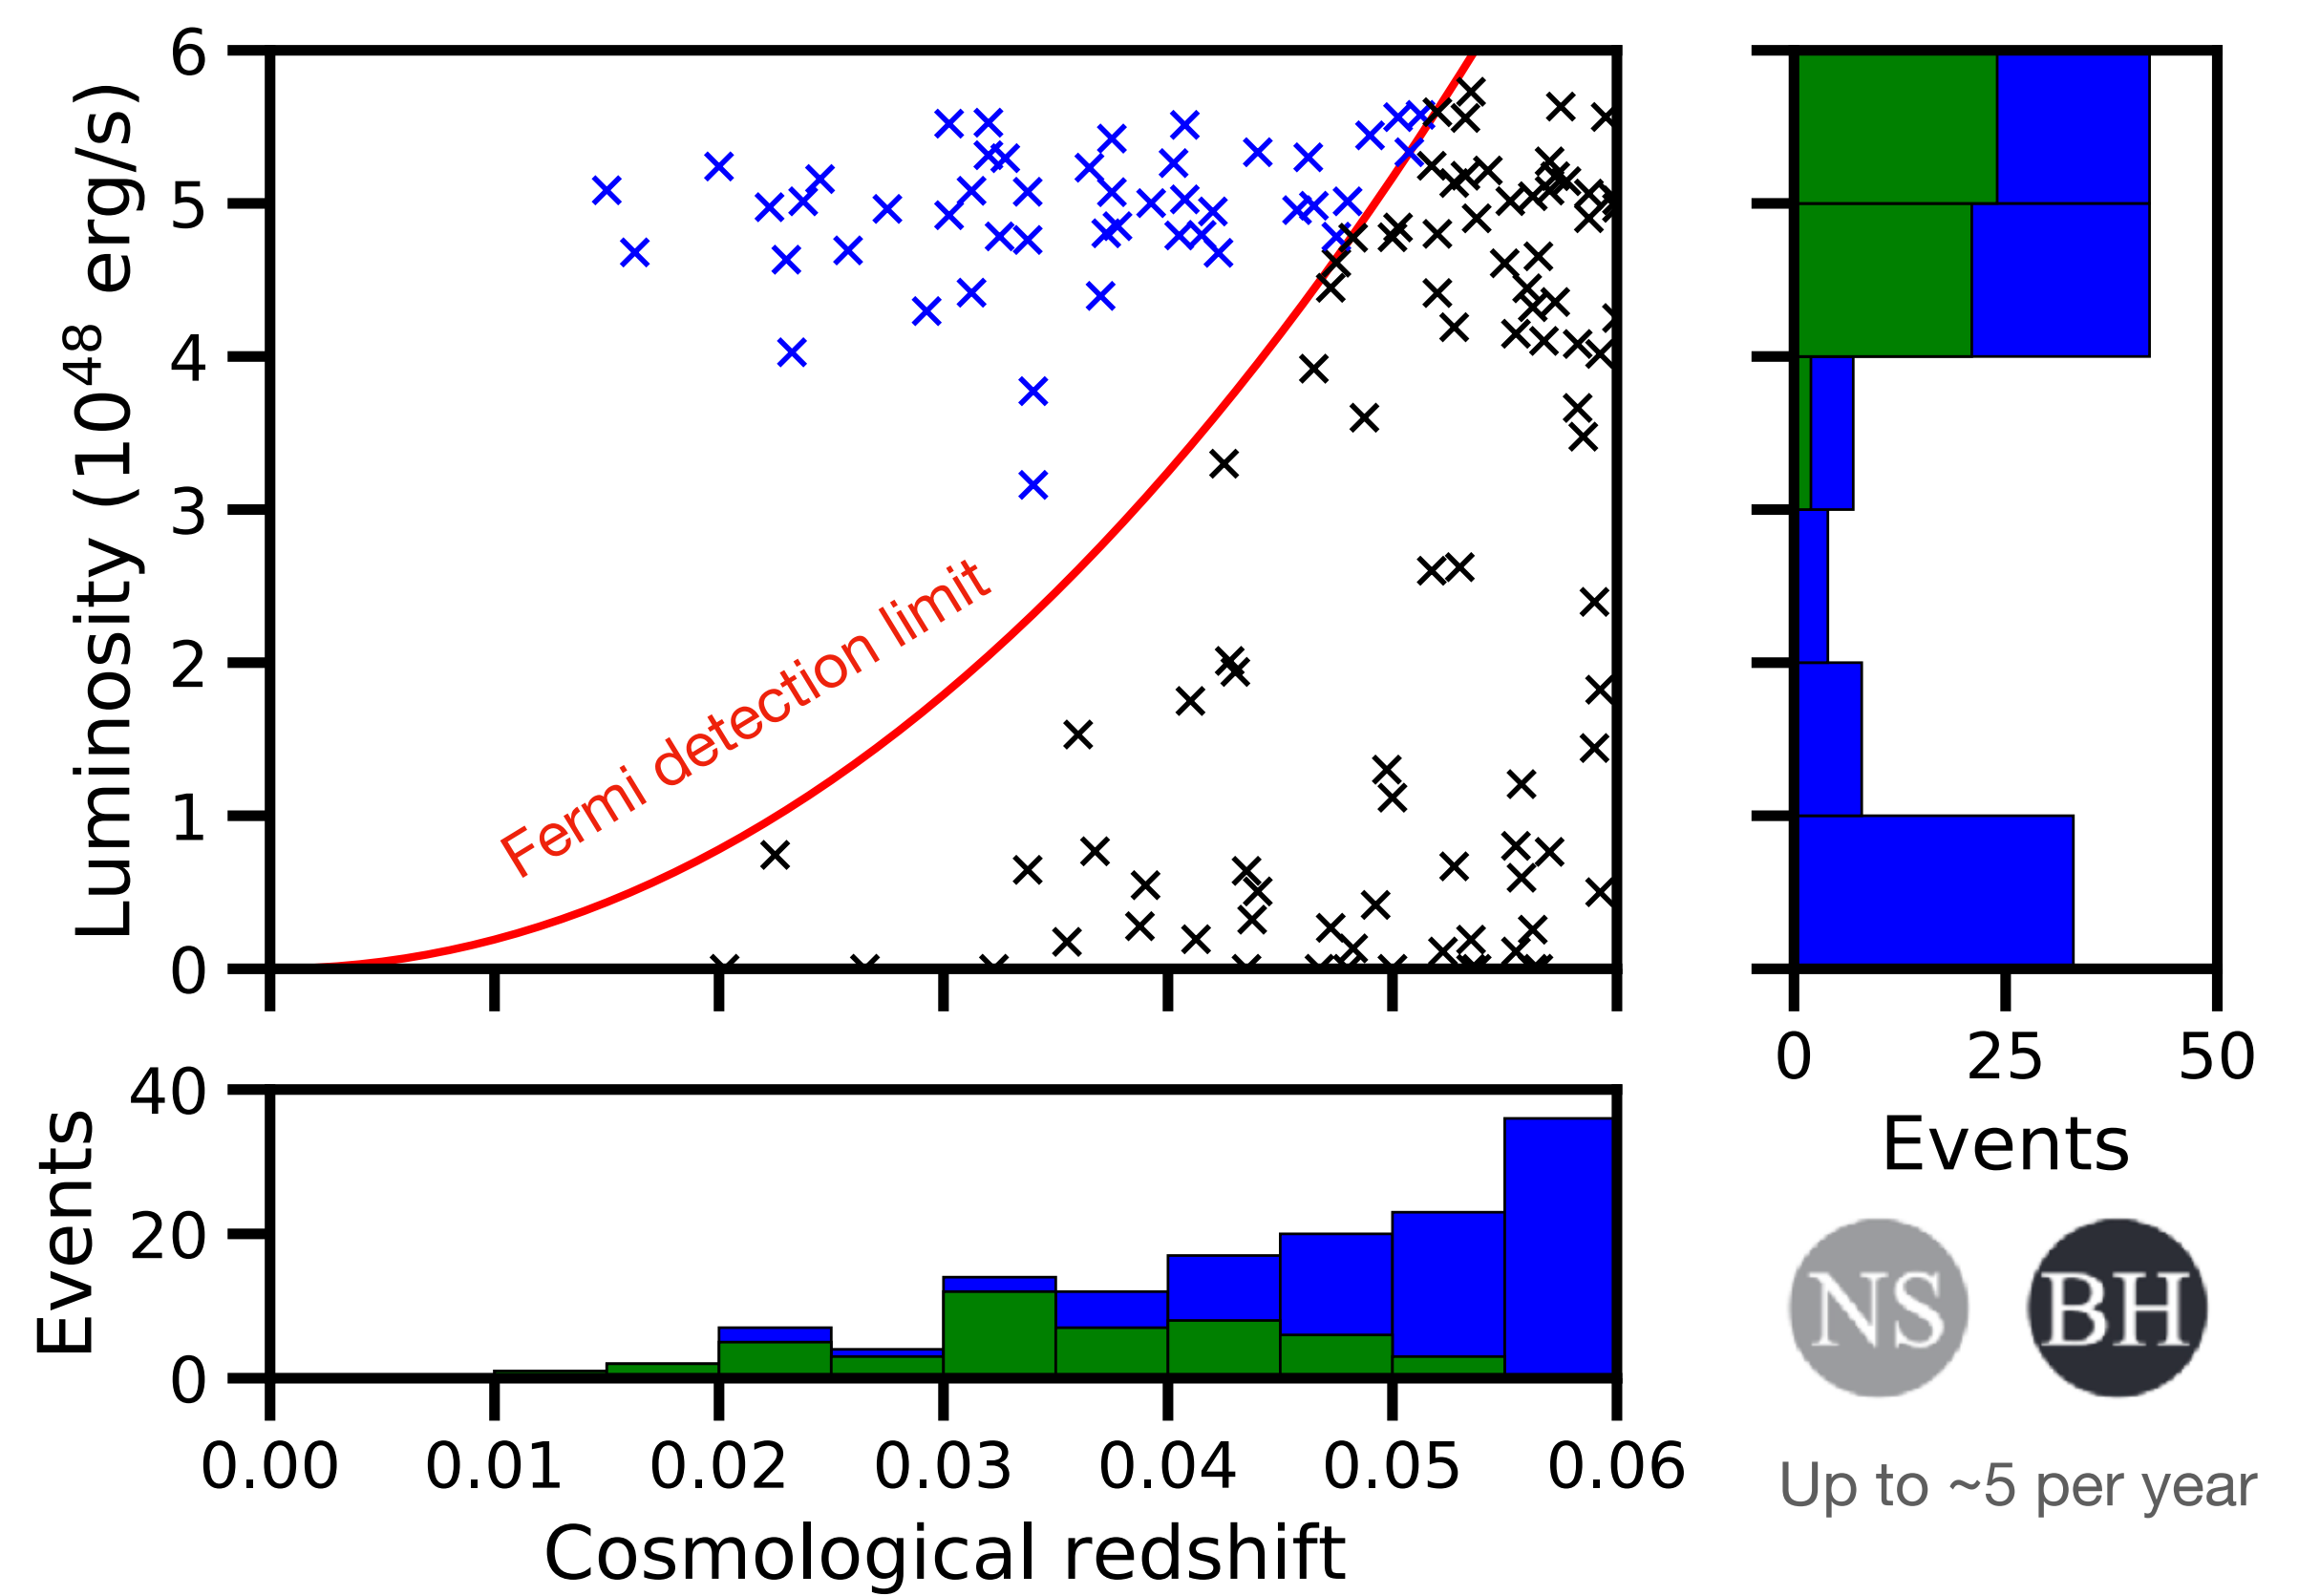 6
5
4
3
2
1
0
Luminosity (10⁴⁸ erg/s)
Fermi detection limit
0 25 50
Events
40
20
0
Events
0.00 0.01 0.02 0.03 0.04 0.05 0.06
Cosmological redshift
NS BH
Up to ~5 per year